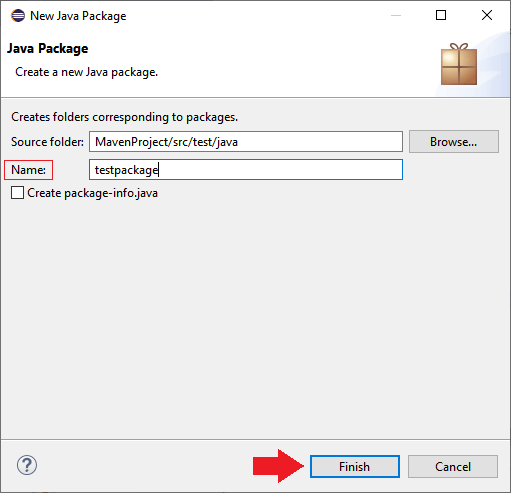 New Java Package
Java Package
Create a new Java package.
Creates folders corresponding to packages.
Source folder: MavenProject/src/test/java Browse...
Name: testpackage
Create package-info.java
? Finish Cancel